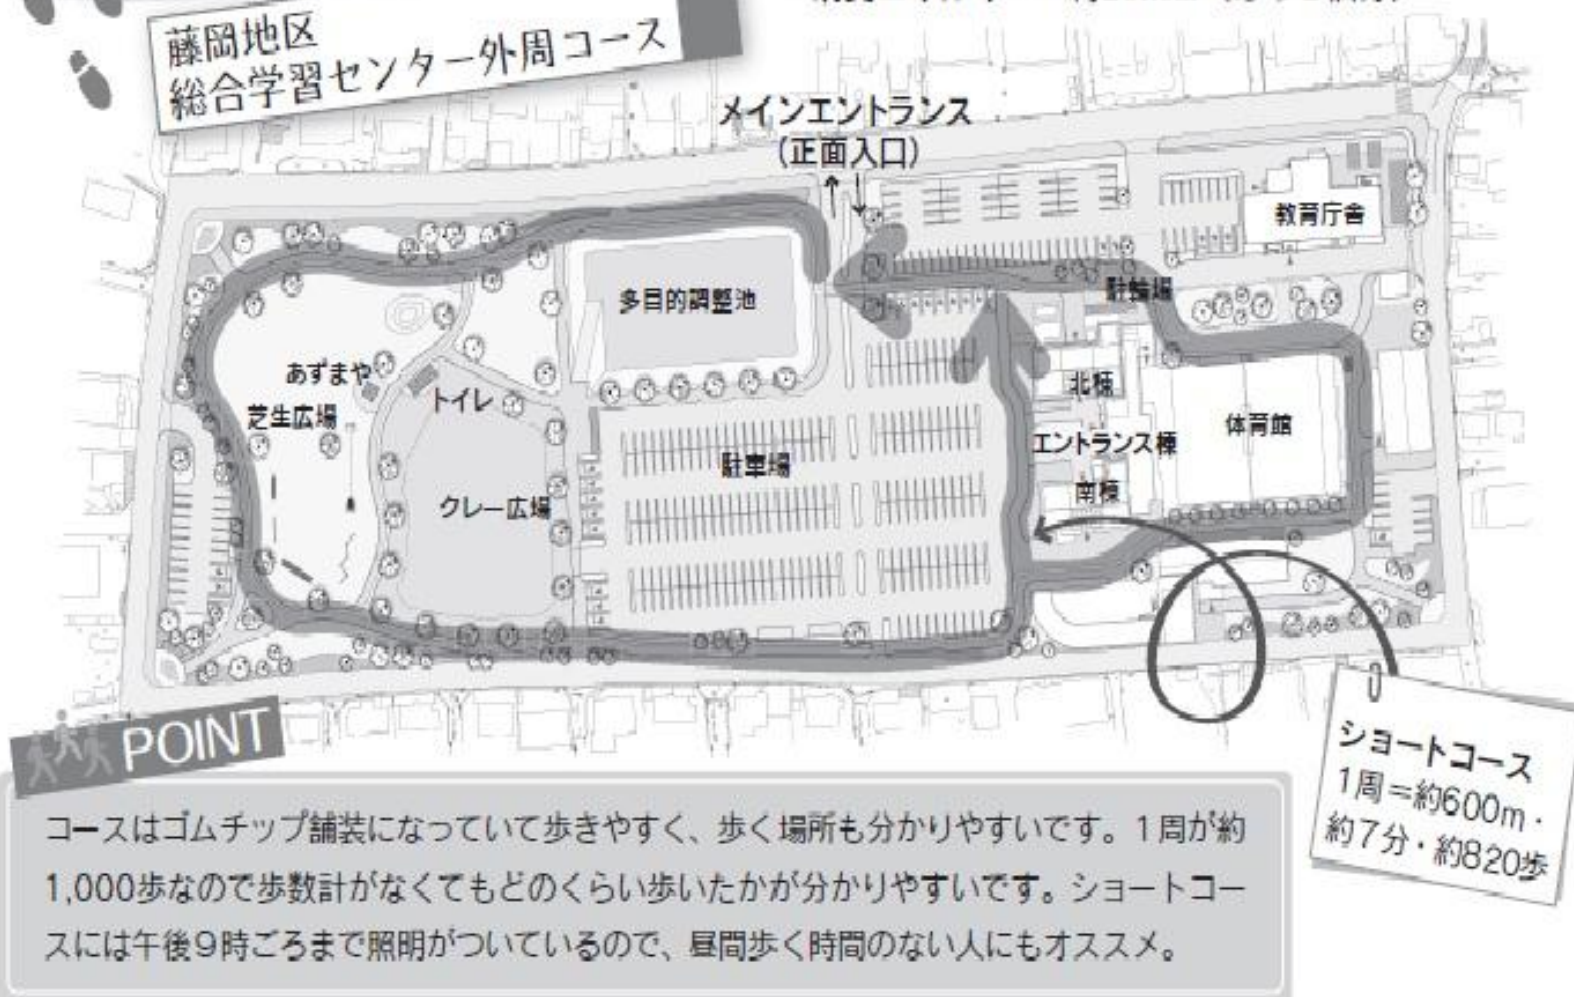 藤岡地区
総合学習センター外周コース
メインエントランス
(正面入口)
教育庁舎
駐輪場
多目的調整池
あずまや
トイレ
芝生広場
北棟
エントランス棟
体育館
駐車場
南棟
クレー広場
ショートコース
1周=約600m・
約7分・約820歩
POINT
コースはゴムチップ舗装になっていて歩きやすく、歩く場所も分かりやすいです。1周が約
1,000歩なので歩数計がなくてもどのくらい歩いたかが分かりやすいです。ショートコー
スには午後9時ごろまで照明がついているので、昼間歩く時間のない人にもオススメ。